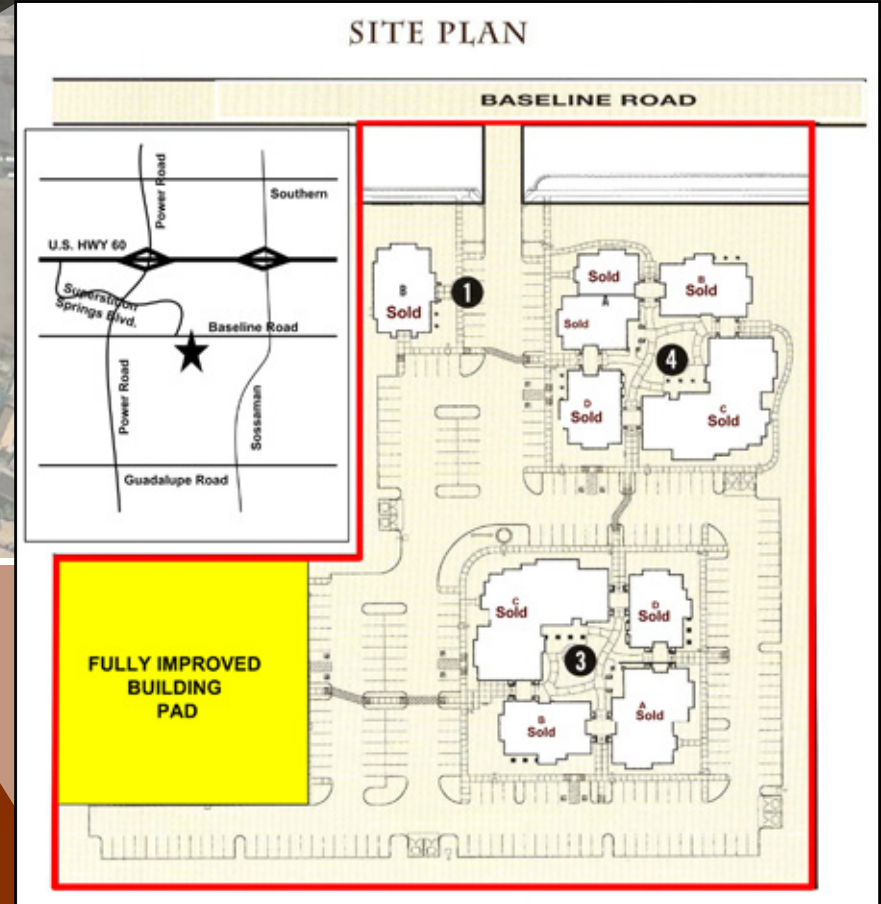 SITE PLAN
BASELINE ROAD
Power Road
Southern
U.S. HWY 60
Superstition
Springs Blvd.
Baseline Road
Power Road
Sossaman
Guadalupe Road
B
Sold
1
Sold
A
Sold
B
Sold
4
D
Sold
C
Sold
FULLY IMPROVED
BUILDING
PAD
C
Sold
D
Sold
3
B
Sold
A
Sold